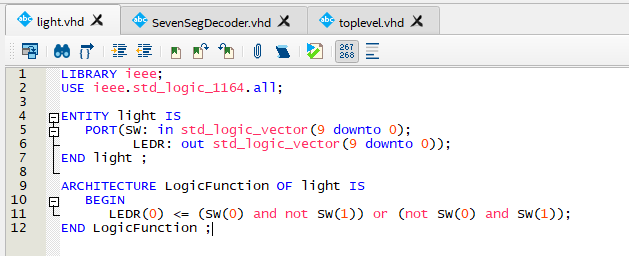 light.vhd SevenSegDecoder.vhd toplevel.vhd
267
268
1 LIBRARY ieee;
2 USE ieee.std_logic_1164.all;
3
4 ENTITY light IS
5 PORT(SW: in std_logic_vector(9 downto 0);
6 LEDR: out std_logic_vector(9 downto 0));
7 END light ;
8
9 ARCHITECTURE LogicFunction OF light IS
10 BEGIN
11 LEDR(0) <= (SW(0) and not SW(1)) or (not SW(0) and SW(1));
12 END LogicFunction ;